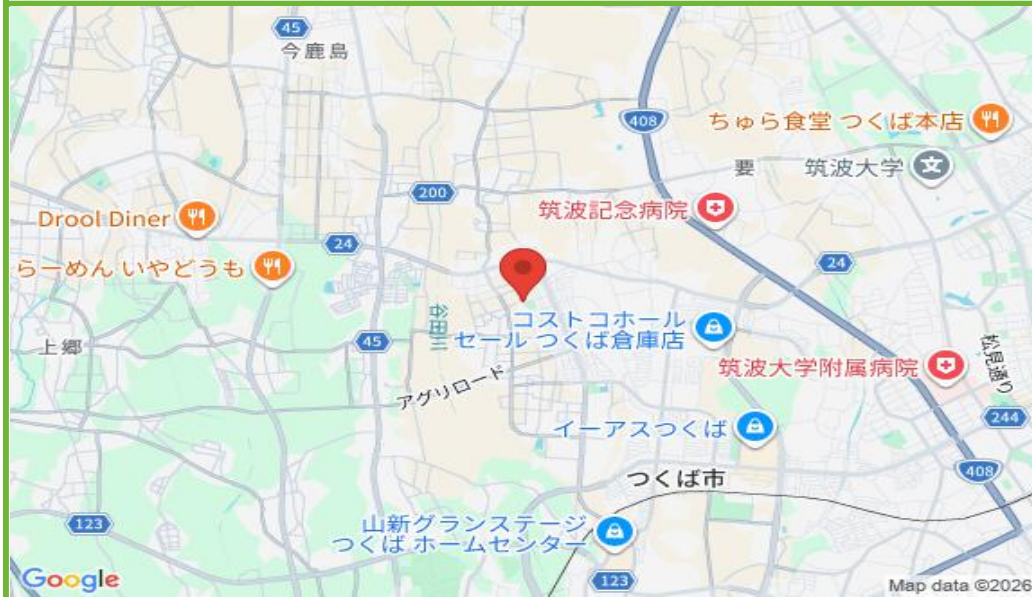 45
今鹿島
408
ちゅら食堂 つくば本店
要
筑波大学
200
筑波記念病院
Drool Diner
24
らーめん いやどうも
24
谷田川
コストコホール
セール つくば倉庫店
上郷
45
松見通り
筑波大学附属病院
アグリロード
244
イーアスつくば
つくば市
408
123
山新グランステージ
つくば ホームセンター
123
Google
Map data ©2026